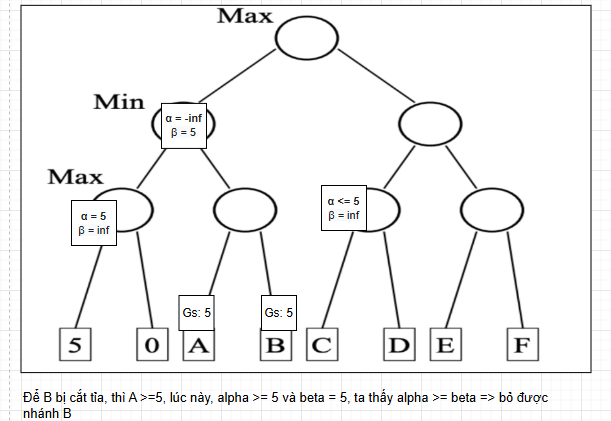 Max
Min
α = -inf
β = 5
Max
α = 5
β = inf
α <= 5
β = inf
Gs: 5
Gs: 5
5
0
A
B
C
D
E
F
Để B bị cắt tỉa, thì A >=5, lúc này, alpha >= 5 và beta = 5, ta thấy alpha >= beta => bỏ được
nhánh B